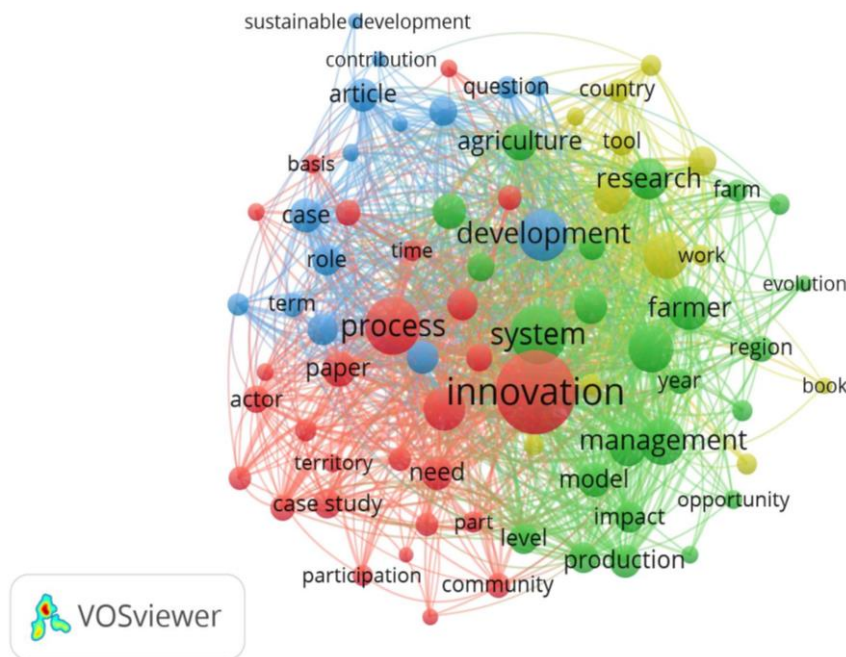 sustainable development
contribution
article
question
country
agriculture
tool
basis
research
farm
case
development
time
work
role
evolution
term
farmer
process
system
region
paper
year
innovation
book
actor
management
territory
need
model
case study
opportunity
part
impact
level
production
participation
community
VOSviewer